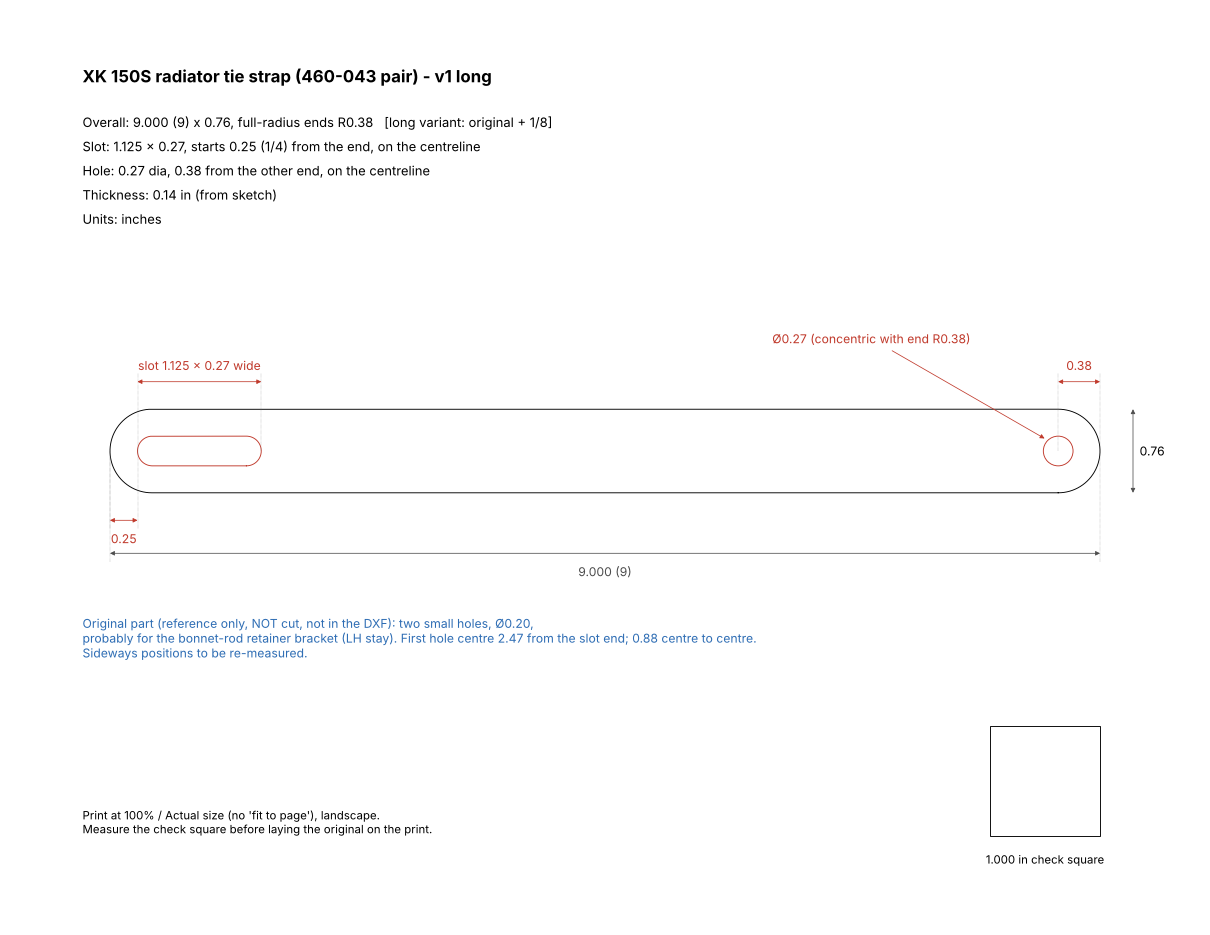 XK 150S radiator tie strap (460-043 pair) - v1 long
Overall: 9.000 (9) x 0.76, full-radius ends R0.38 [long variant: original + 1/8]
Slot: 1.125 × 0.27, starts 0.25 (1/4) from the end, on the centreline
Hole: 0.27 dia, 0.38 from the other end, on the centreline
Thickness: 0.14 in (from sketch)
Units: inches
Ø0.27 (concentric with end R0.38)
slot 1.125 × 0.27 wide
0.38
0.76
0.25
9.000 (9)
Original part (reference only, NOT cut, not in the DXF): two small holes, Ø0.20,
probably for the bonnet-rod retainer bracket (LH stay). First hole centre 2.47 from the slot end; 0.88 centre to centre.
Sideways positions to be re-measured.
Print at 100% / Actual size (no 'fit to page'), landscape.
Measure the check square before laying the original on the print.
1.000 in check square